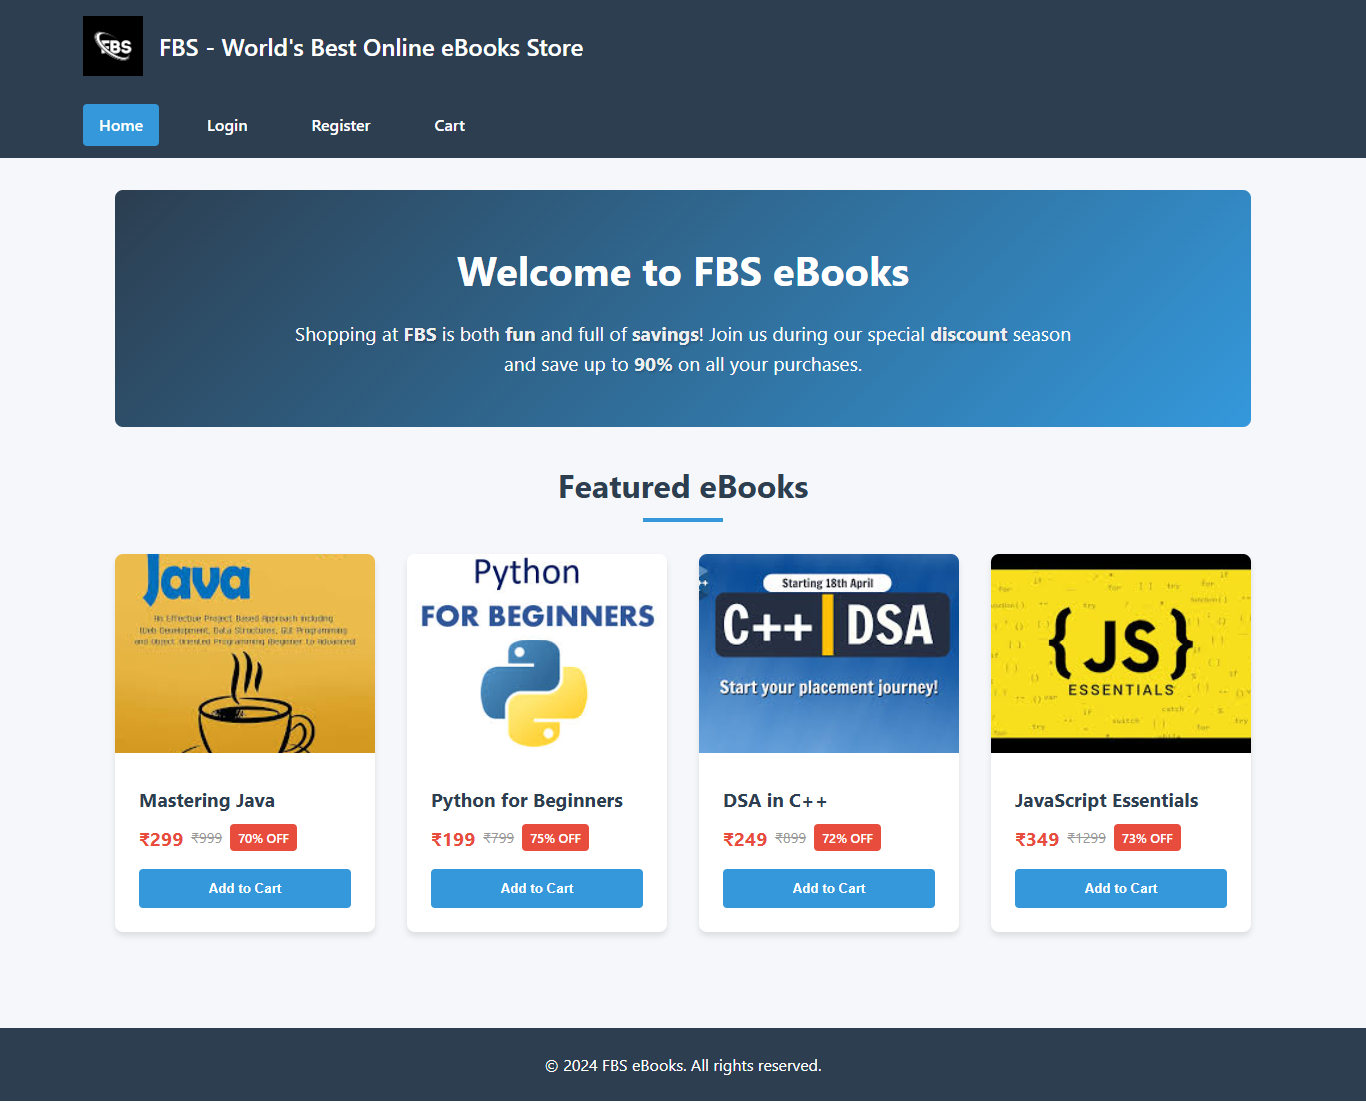 FBS
FBS - World's Best Online eBooks Store
Home
Login
Register
Cart
Welcome to FBS eBooks
Shopping at FBS is both fun and full of savings! Join us during our special discount season
and save up to 90% on all your purchases.
Featured eBooks
Java
An Effective Project Based Approach including
Web Development, Data Structures, GUI Programming
and Object Oriented Programming (Beginner to Advanced)
Mastering Java
₹299 ₹999 70% OFF
Add to Cart
Python
FOR BEGINNERS
Python for Beginners
₹199 ₹799 75% OFF
Add to Cart
Starting 18th April
C++ DSA
Start your placement journey!
DSA in C++
₹249 ₹899 72% OFF
Add to Cart
{JS}
ESSENTIALS
JavaScript Essentials
₹349 ₹1299 73% OFF
Add to Cart
© 2024 FBS eBooks. All rights reserved.